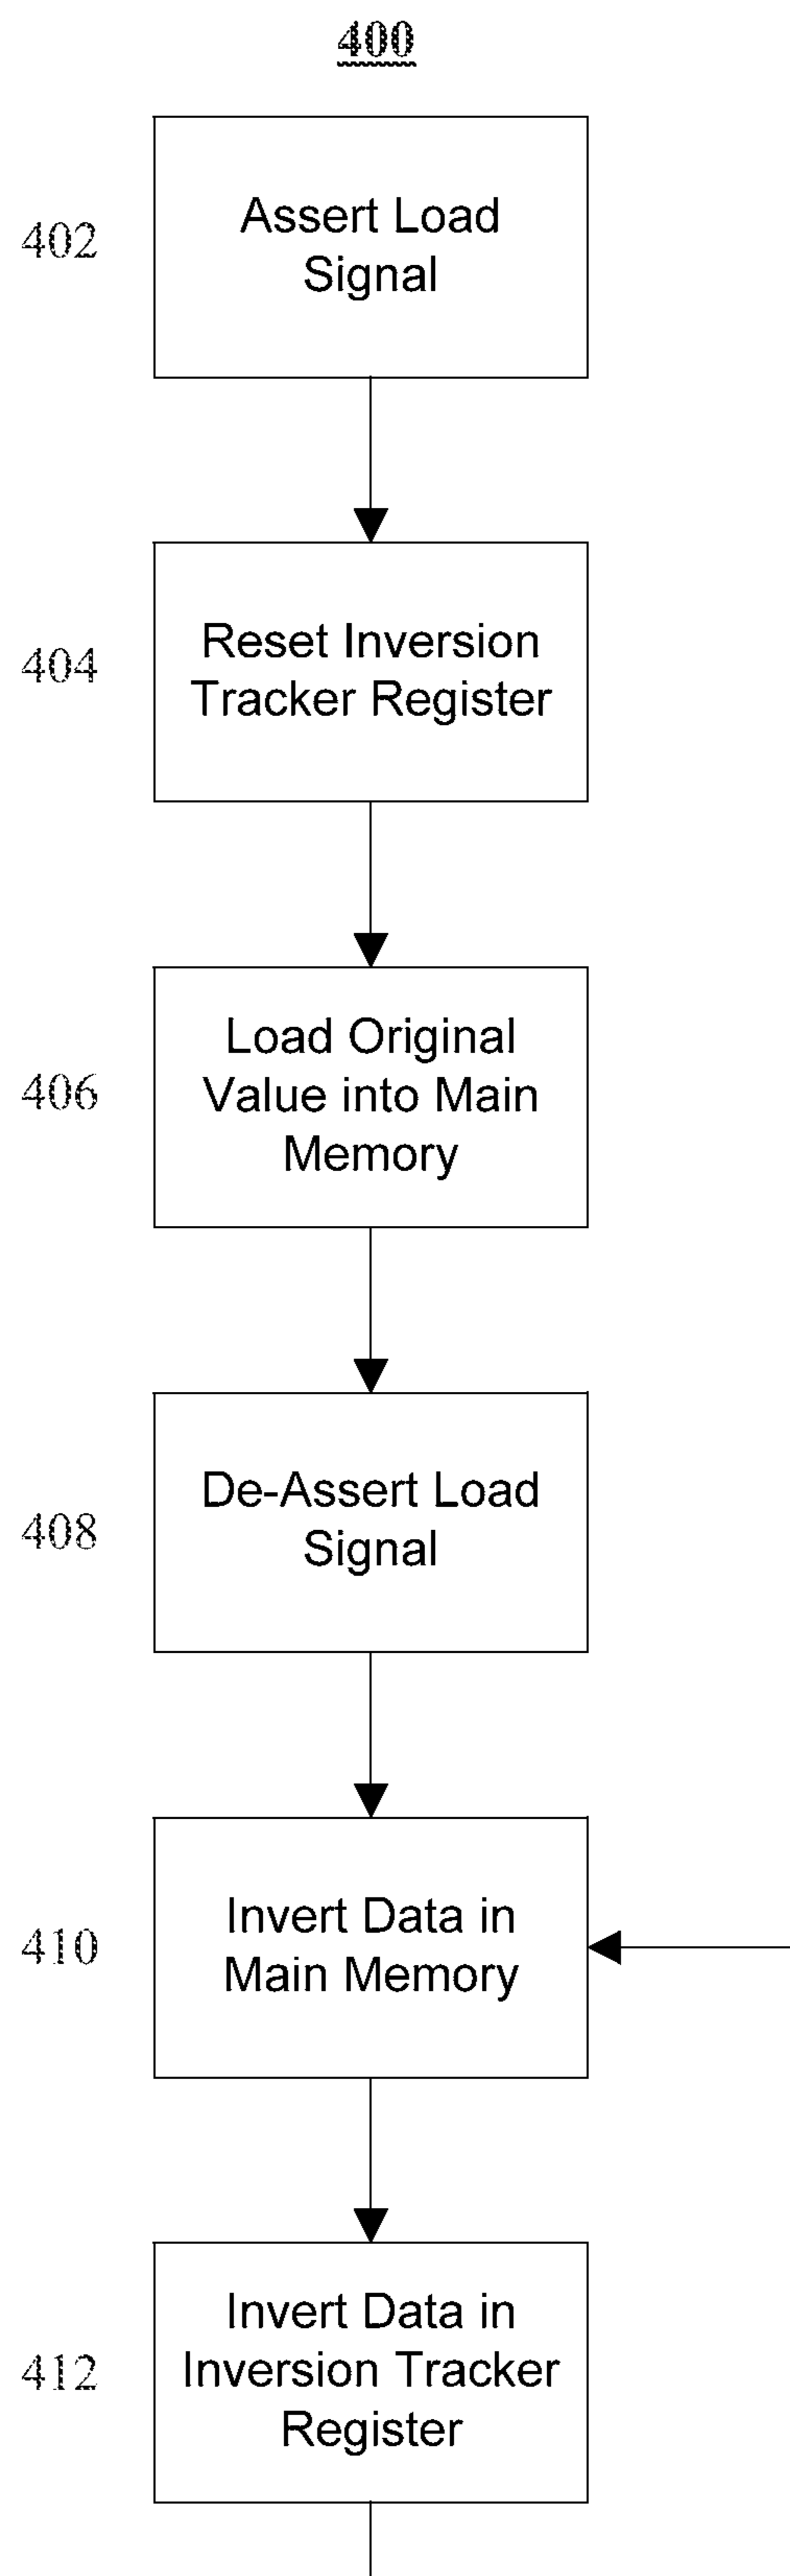 400
402
Assert Load
Signal
404
Reset Inversion
Tracker Register
406
Load Original
Value into Main
Memory
408
De-Assert Load
Signal
410
Invert Data in
Main Memory
412
Invert Data in
Inversion Tracker
Register